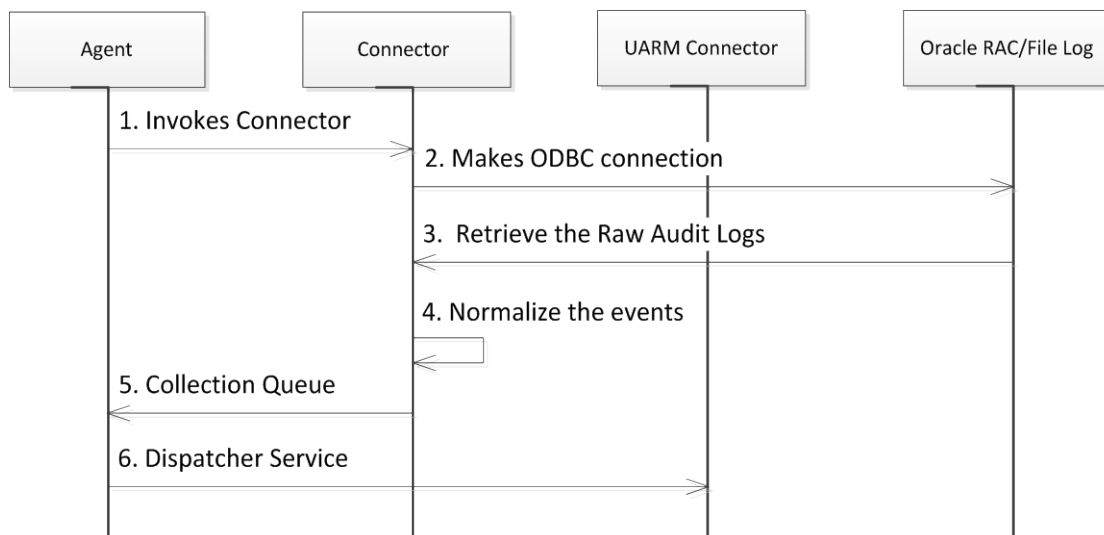 Agent
Connector
UARM Connector
Oracle RAC/File Log
1. Invokes Connector
2. Makes ODBC connection
3. Retrieve the Raw Audit Logs
4. Normalize the events
5. Collection Queue
6. Dispatcher Service